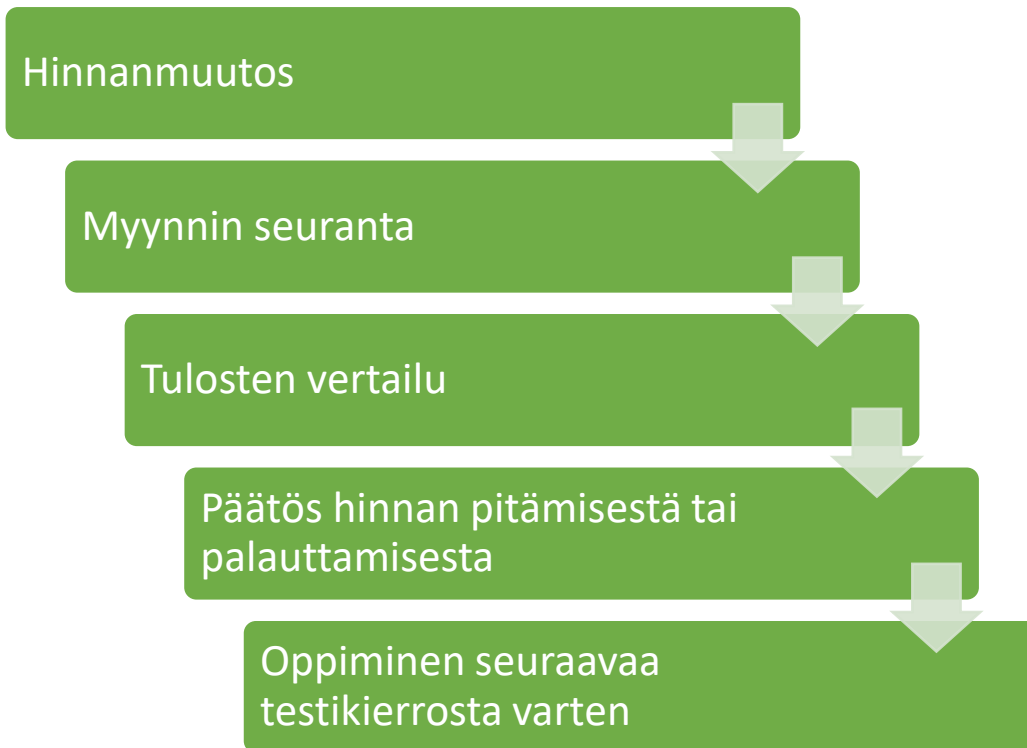 Hinnanmuutos
Myynnin seuranta
Tulosten vertailu
Päätös hinnan pitämisestä tai
palauttamisesta
Oppiminen seuraavaa
testikierrosta varten